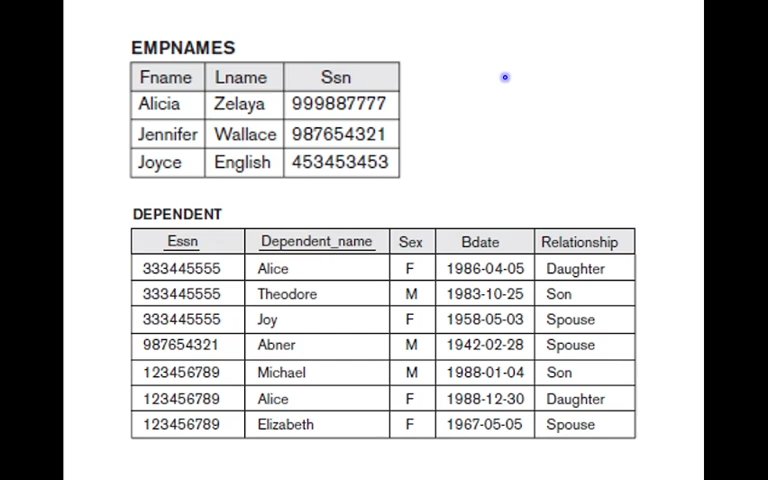 EMPNAMES
Fname Lname Ssn
Alicia Zelaya 999887777
Jennifer Wallace 987654321
Joyce English 453453453
DEPENDENT
Essn Dependent_name Sex Bdate Relationship
333445555 Alice F 1986-04-05 Daughter
333445555 Theodore M 1983-10-25 Son
333445555 Joy F 1958-05-03 Spouse
987654321 Abner M 1942-02-28 Spouse
123456789 Michael M 1988-01-04 Son
123456789 Alice F 1988-12-30 Daughter
123456789 Elizabeth F 1967-05-05 Spouse